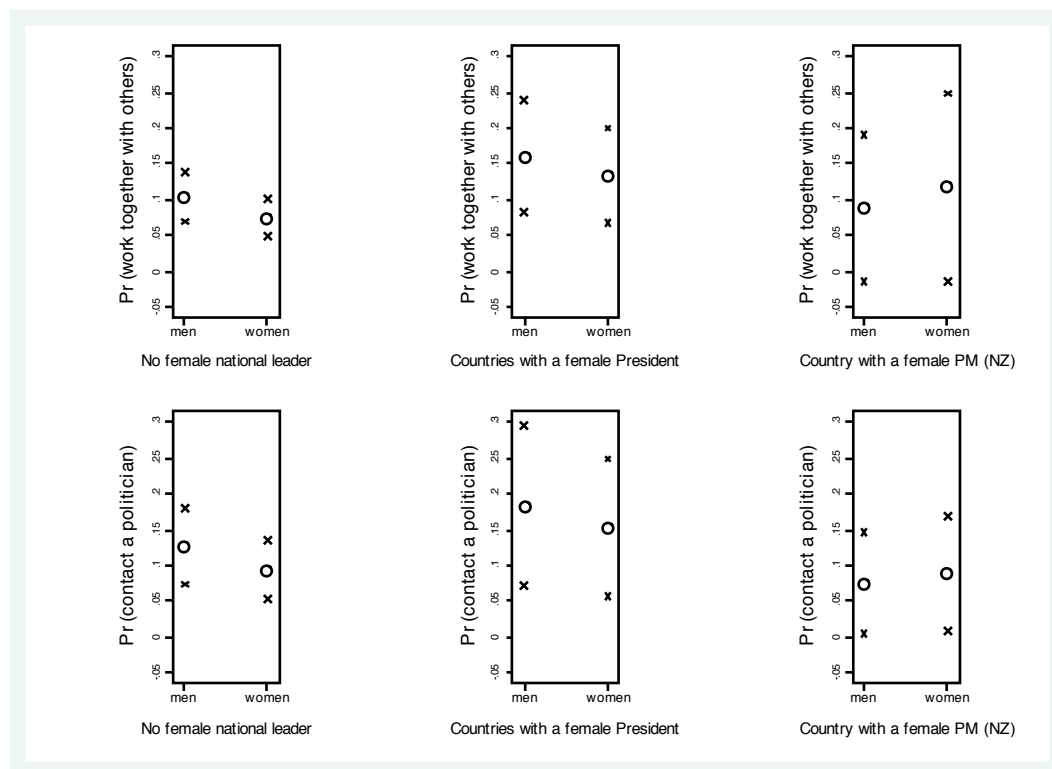 Pr (work together with others)
.3
.25
.2
.15
.1
.05
0
-.05
men women
No female national leader
Pr (work together with others)
.3
.25
.2
.15
.1
.05
0
-.05
men women
Countries with a female President
Pr (work together with others)
.3
.25
.2
.15
.1
.05
0
-.05
men women
Country with a female PM (NZ)
Pr (contact a politician)
.3
.25
.2
.15
.1
.05
0
-.05
men women
No female national leader
Pr (contact a politician)
.3
.25
.2
.15
.1
.05
0
-.05
men women
Countries with a female President
Pr (contact a politician)
.3
.25
.2
.15
.1
.05
0
-.05
men women
Country with a female PM (NZ)